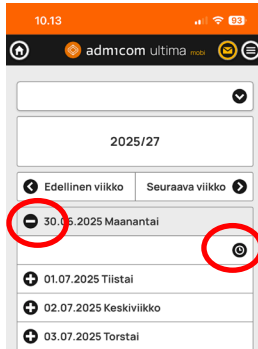 10.13
93
admicom ultima mobi
2025/27
Edellinen viikko Seuraava viikko
30.06.2025 Maanantai
01.07.2025 Tiistai
02.07.2025 Keskiviikko
03.07.2025 Torstai